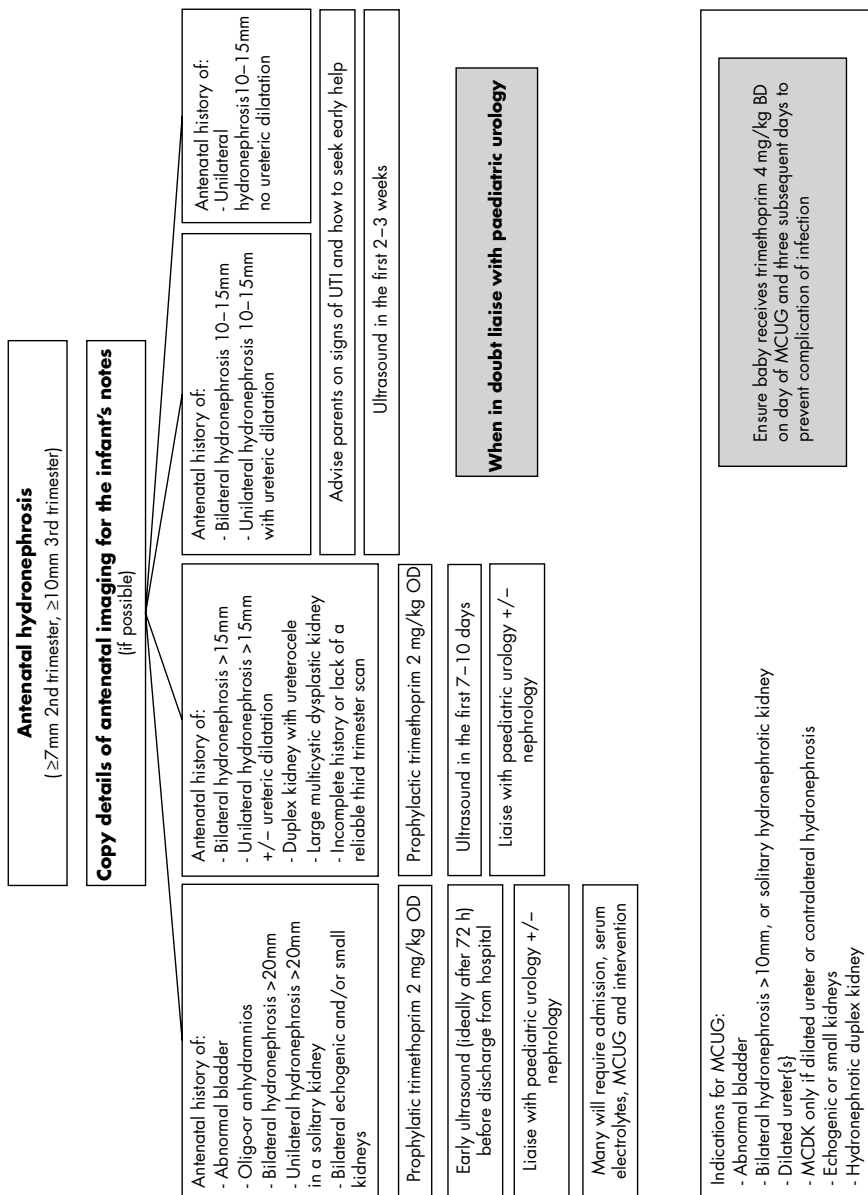 Antenatal hydronephrosis
(≥7mm 2nd trimester, ≥10mm 3rd trimester)
Copy details of antenatal imaging for the infant's notes
(if possible)
Antenatal history of:
- Abnormal bladder
- Oligo-or anhydramnios
- Bilateral hydronephrosis >20mm
- Unilateral hydronephrosis >20mm
in a solitary kidney
- Bilateral echogenic and/or small
kidneys
Prophylatic trimethoprim 2 mg/kg OD
Early ultrasound (ideally after 72 h)
before discharge from hospital
Liaise with paediatric urology +/−
nephrology
Many will require admission, serum
electrolytes, MCUG and intervention
Antenatal history of:
- Bilateral hydronephrosis >15mm
- Unilateral hydronephrosis >15mm
+/− ureteric dilatation
- Duplex kidney with ureterocele
- Large multicystic dysplastic kidney
- Incomplete history or lack of a
reliable third trimester scan
Prophylactic trimethoprim 2 mg/kg OD
Ultrasound in the first 7–10 days
Liaise with paediatric urology +/−
nephrology
Antenatal history of:
- Bilateral hydronephrosis 10–15mm
- Unilateral hydronephrosis 10–15mm
with ureteric dilatation
Antenatal history of:
- Unilateral
hydronephrosis10–15mm
no ureteric dilatation
Advise parents on signs of UTI and how to seek early help
Ultrasound in the first 2–3 weeks
When in doubt liaise with paediatric urology
Indications for MCUG:
- Abnormal bladder
- Bilateral hydronephrosis >10mm, or solitary hydronephrotic kidney
- Dilated ureter{s}
- MCDK only if dilated ureter or contralateral hydronephrosis
- Echogenic or small kidneys
- Hydronephrotic duplex kidney
Ensure baby receives trimethoprim 4 mg/kg BD
on day of MCUG and three subsequent days to
prevent complication of infection